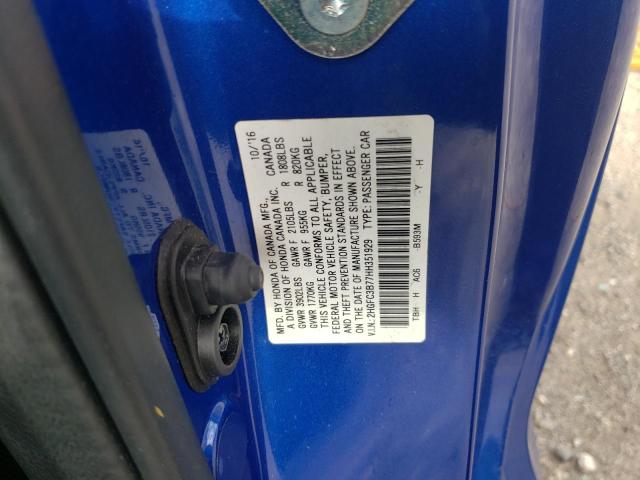 MFD. BY HONDA OF CANADA MFG., 10/'16
A DIVISION OF HONDA CANADA INC. CANADA
GVWR 3902LBS GAWR F 2105LBS R 1808LBS
GVWR 1770KG GAWR F 955KG R 820KG
THIS VEHICLE CONFORMS TO ALL APPLICABLE
FEDERAL MOTOR VEHICLE SAFETY, BUMPER,
AND THEFT PREVENTION STANDARDS IN EFFECT
ON THE DATE OF MANUFACTURE SHOWN ABOVE.
V.I.N.: 2HGFC3B77HH351929 TYPE: PASSENGER CAR
TBH H AC6 B593M -Y -H